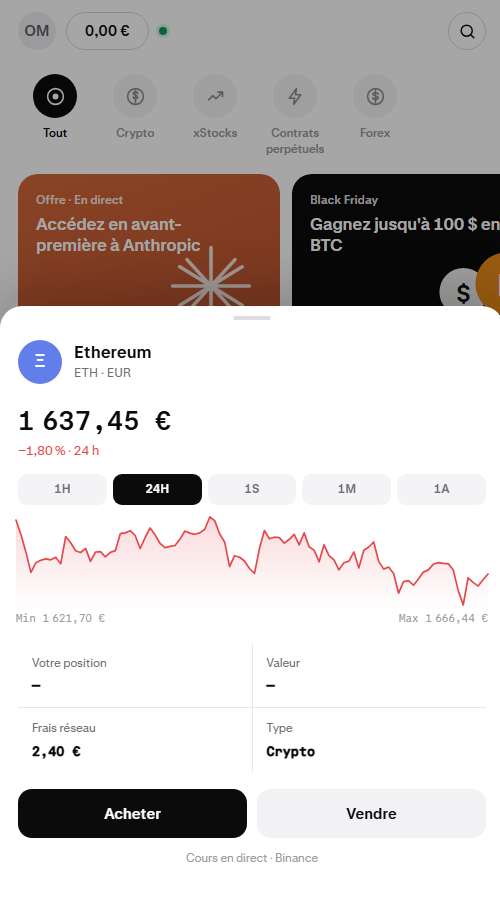 OM
0,00 €
Tout
Crypto
xStocks
Contrats
perpétuels
Forex
Offre · En direct
Accédez en avant-
première à Anthropic
Black Friday
Gagnez jusqu'à 100 $ en
BTC
$
Ξ
Ethereum
ETH · EUR
1 637,45 €
−1,80 % · 24 h
1H
24H
1S
1M
1A
Min 1 621,70 €
Max 1 666,44 €
Votre position
—
Valeur
—
Frais réseau
2,40 €
Type
Crypto
Acheter
Vendre
Cours en direct · Binance